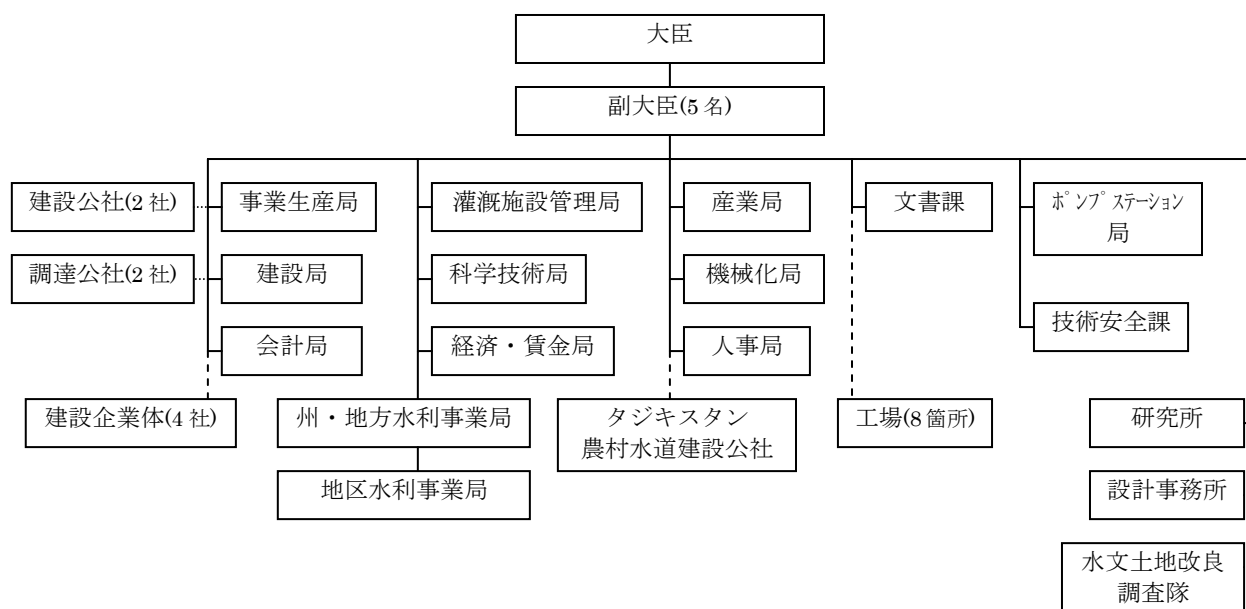 大臣
副大臣(5 名)
建設公社(2 社)
事業生産局
灌漑施設管理局
産業局
文書課
ﾎﾟﾝﾌﾟｽﾃｰｼｮﾝ
局
調達公社(2 社)
建設局
科学技術局
機械化局
会計局
経済・賃金局
人事局
技術安全課
建設企業体(4 社)
州・地方水利事業局
タジキスタン
農村水道建設公社
工場(8 箇所)
研究所
地区水利事業局
設計事務所
水文土地改良
調査隊